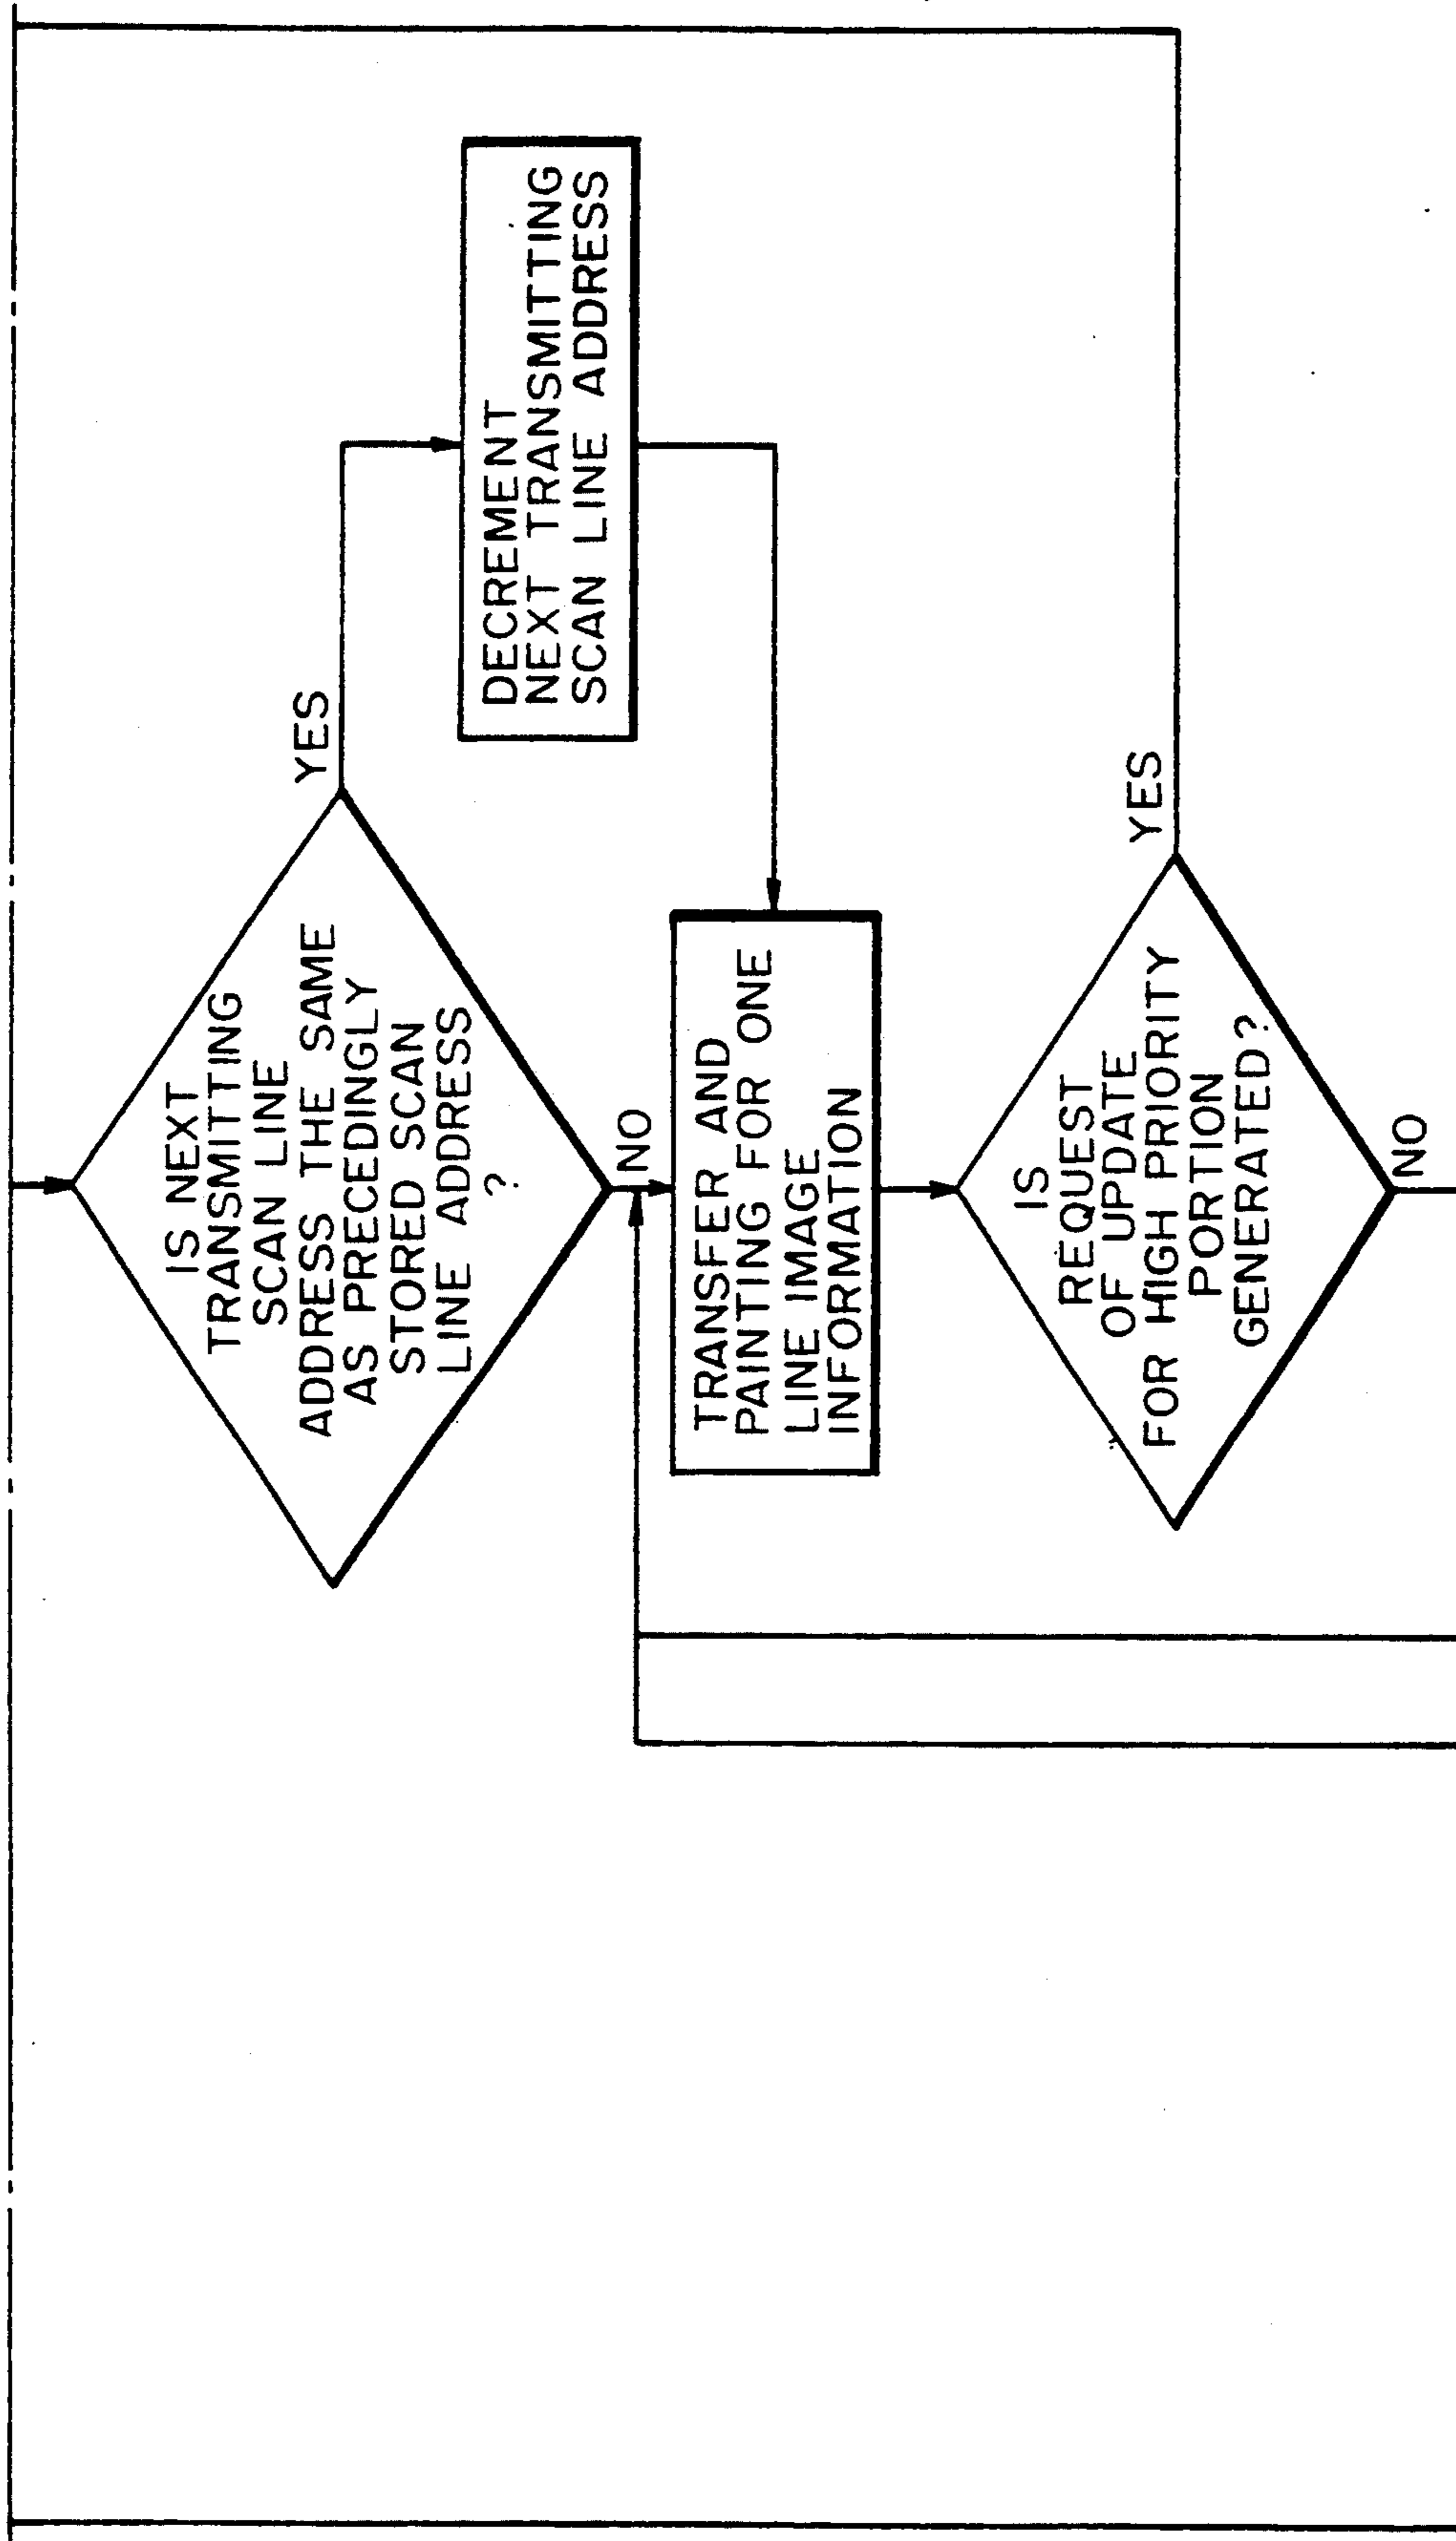 IS NEXT
TRANSMITTING
SCAN LINE
ADDRESS THE SAME
AS PRECEDINGLY
STORED SCAN
LINE ADDRESS
?
YES
DECREMENT
NEXT TRANSMITTING
SCAN LINE ADDRESS
NO
TRANSFER AND
PAINTING FOR ONE
LINE IMAGE
INFORMATION
IS
REQUEST
OF UPDATE
FOR HIGH PRIORITY
PORTION
GENERATED?
YES
NO